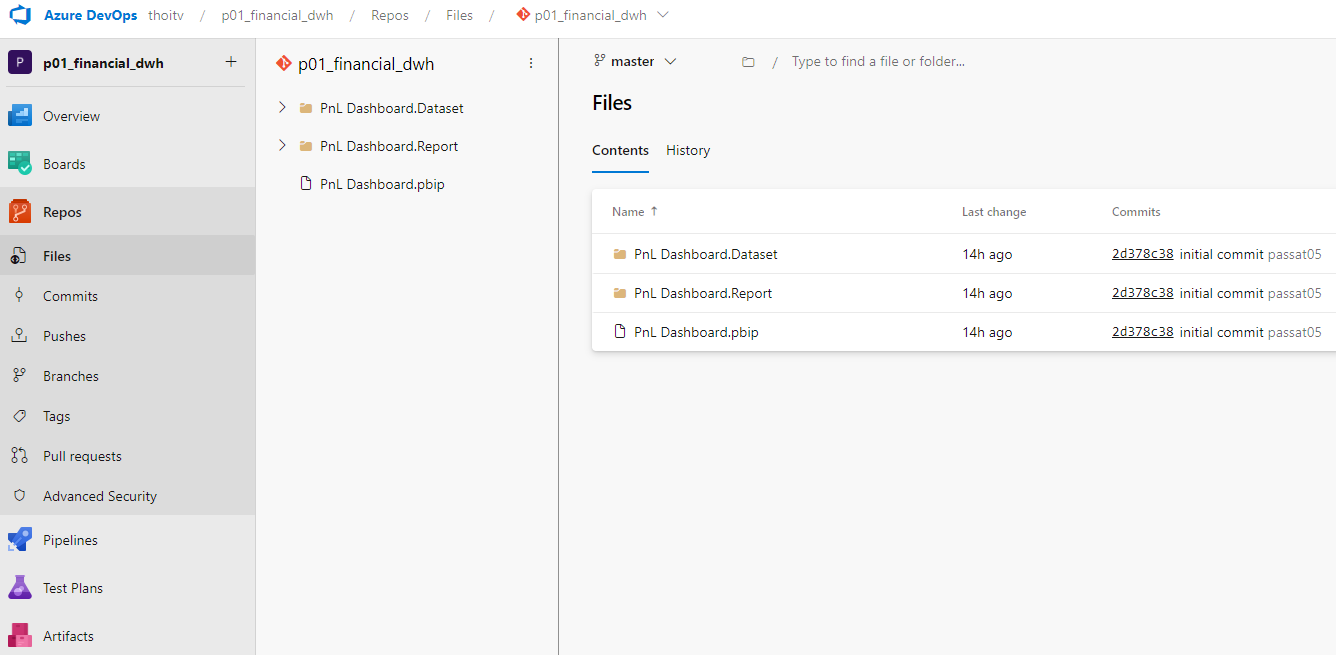 Azure DevOps thoitv / p01_financial_dwh / Repos / Files / p01_financial_dwh
P p01_financial_dwh +
Overview
Boards
Repos
Files
Commits
Pushes
Branches
Tags
Pull requests
Advanced Security
Pipelines
Test Plans
Artifacts
p01_financial_dwh
PnL Dashboard.Dataset
PnL Dashboard.Report
PnL Dashboard.pbip
master / Type to find a file or folder...
Files
Contents History
Name ↑ Last change Commits
PnL Dashboard.Dataset 14h ago 2d378c38 initial commit passat05
PnL Dashboard.Report 14h ago 2d378c38 initial commit passat05
PnL Dashboard.pbip 14h ago 2d378c38 initial commit passat05